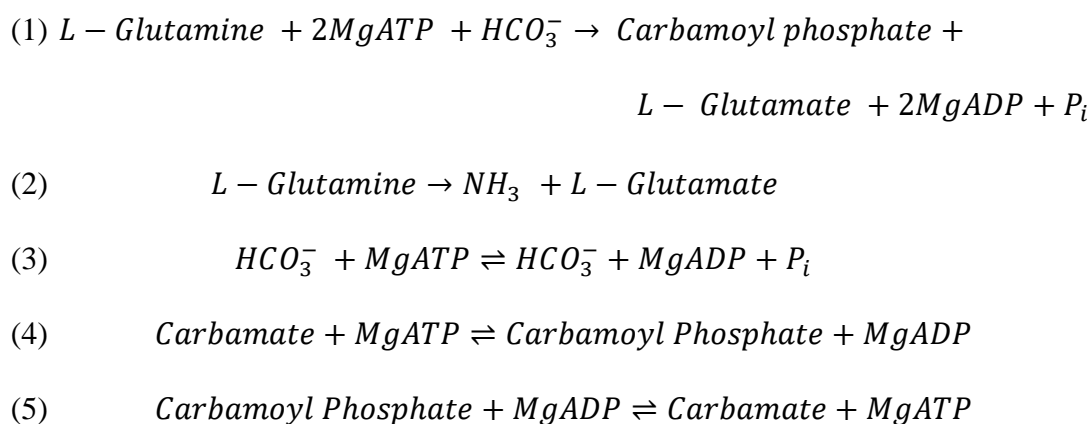 (1) L − Glutamine + 2MgATP + HCO₃⁻ → Carbamoyl phosphate +
L − Glutamate + 2MgADP + Pᵢ
(2) L − Glutamine → NH₃ + L − Glutamate
(3) HCO₃⁻ + MgATP ⇌ HCO₃⁻ + MgADP + Pᵢ
(4) Carbamate + MgATP ⇌ Carbamoyl Phosphate + MgADP
(5) Carbamoyl Phosphate + MgADP ⇌ Carbamate + MgATP